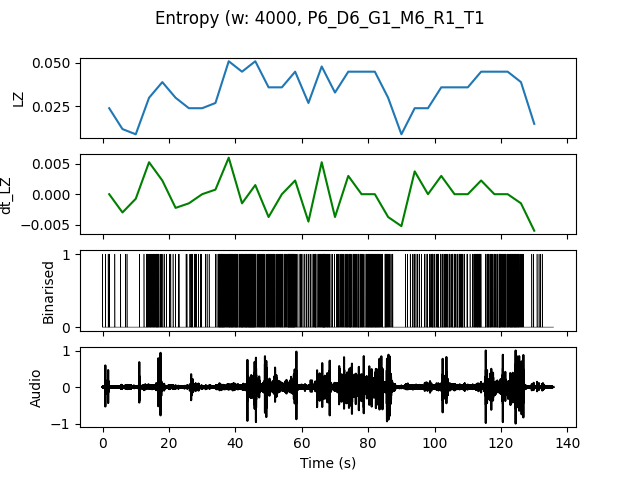 Entropy (w: 4000, P6_D6_G1_M6_R1_T1
0.050
0.025
LZ
0.005
0.000
−0.005
dt_LZ
1
0
Binarised
1
0
−1
Audio
0 20 40 60 80 100 120 140
Time (s)